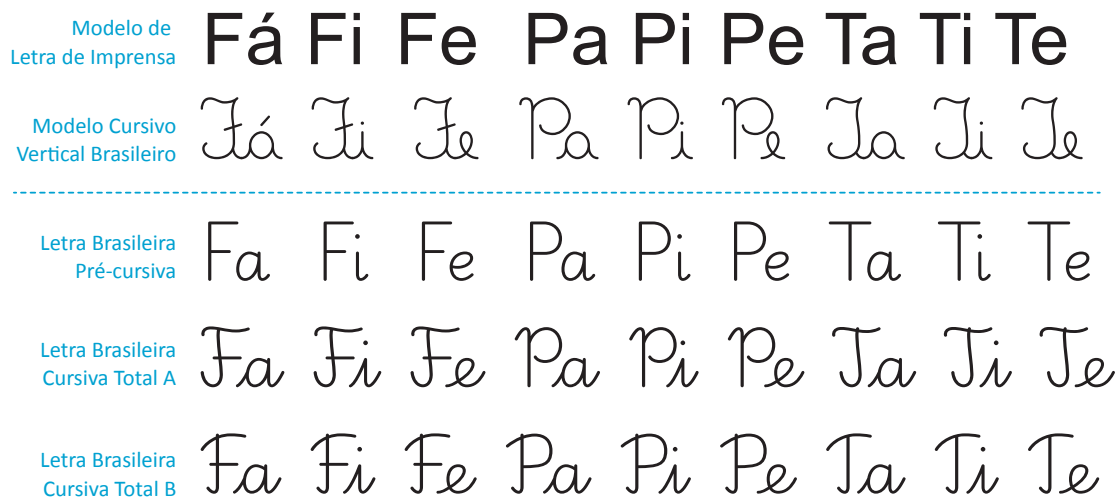 Modelo de
Letra de Imprensa
Fá Fi Fe Pa Pi Pe Ta Ti Te
Modelo Cursivo
Vertical Brasileiro
Fá Fi Fe Pa Pi Pe Ta Ti Te
Letra Brasileira
Pré-cursiva
Fa Fi Fe Pa Pi Pe Ta Ti Te
Letra Brasileira
Cursiva Total A
Fa Fi Fe Pa Pi Pe Ta Ti Te
Letra Brasileira
Cursiva Total B
Fa Fi Fe Pa Pi Pe Ta Ti Te